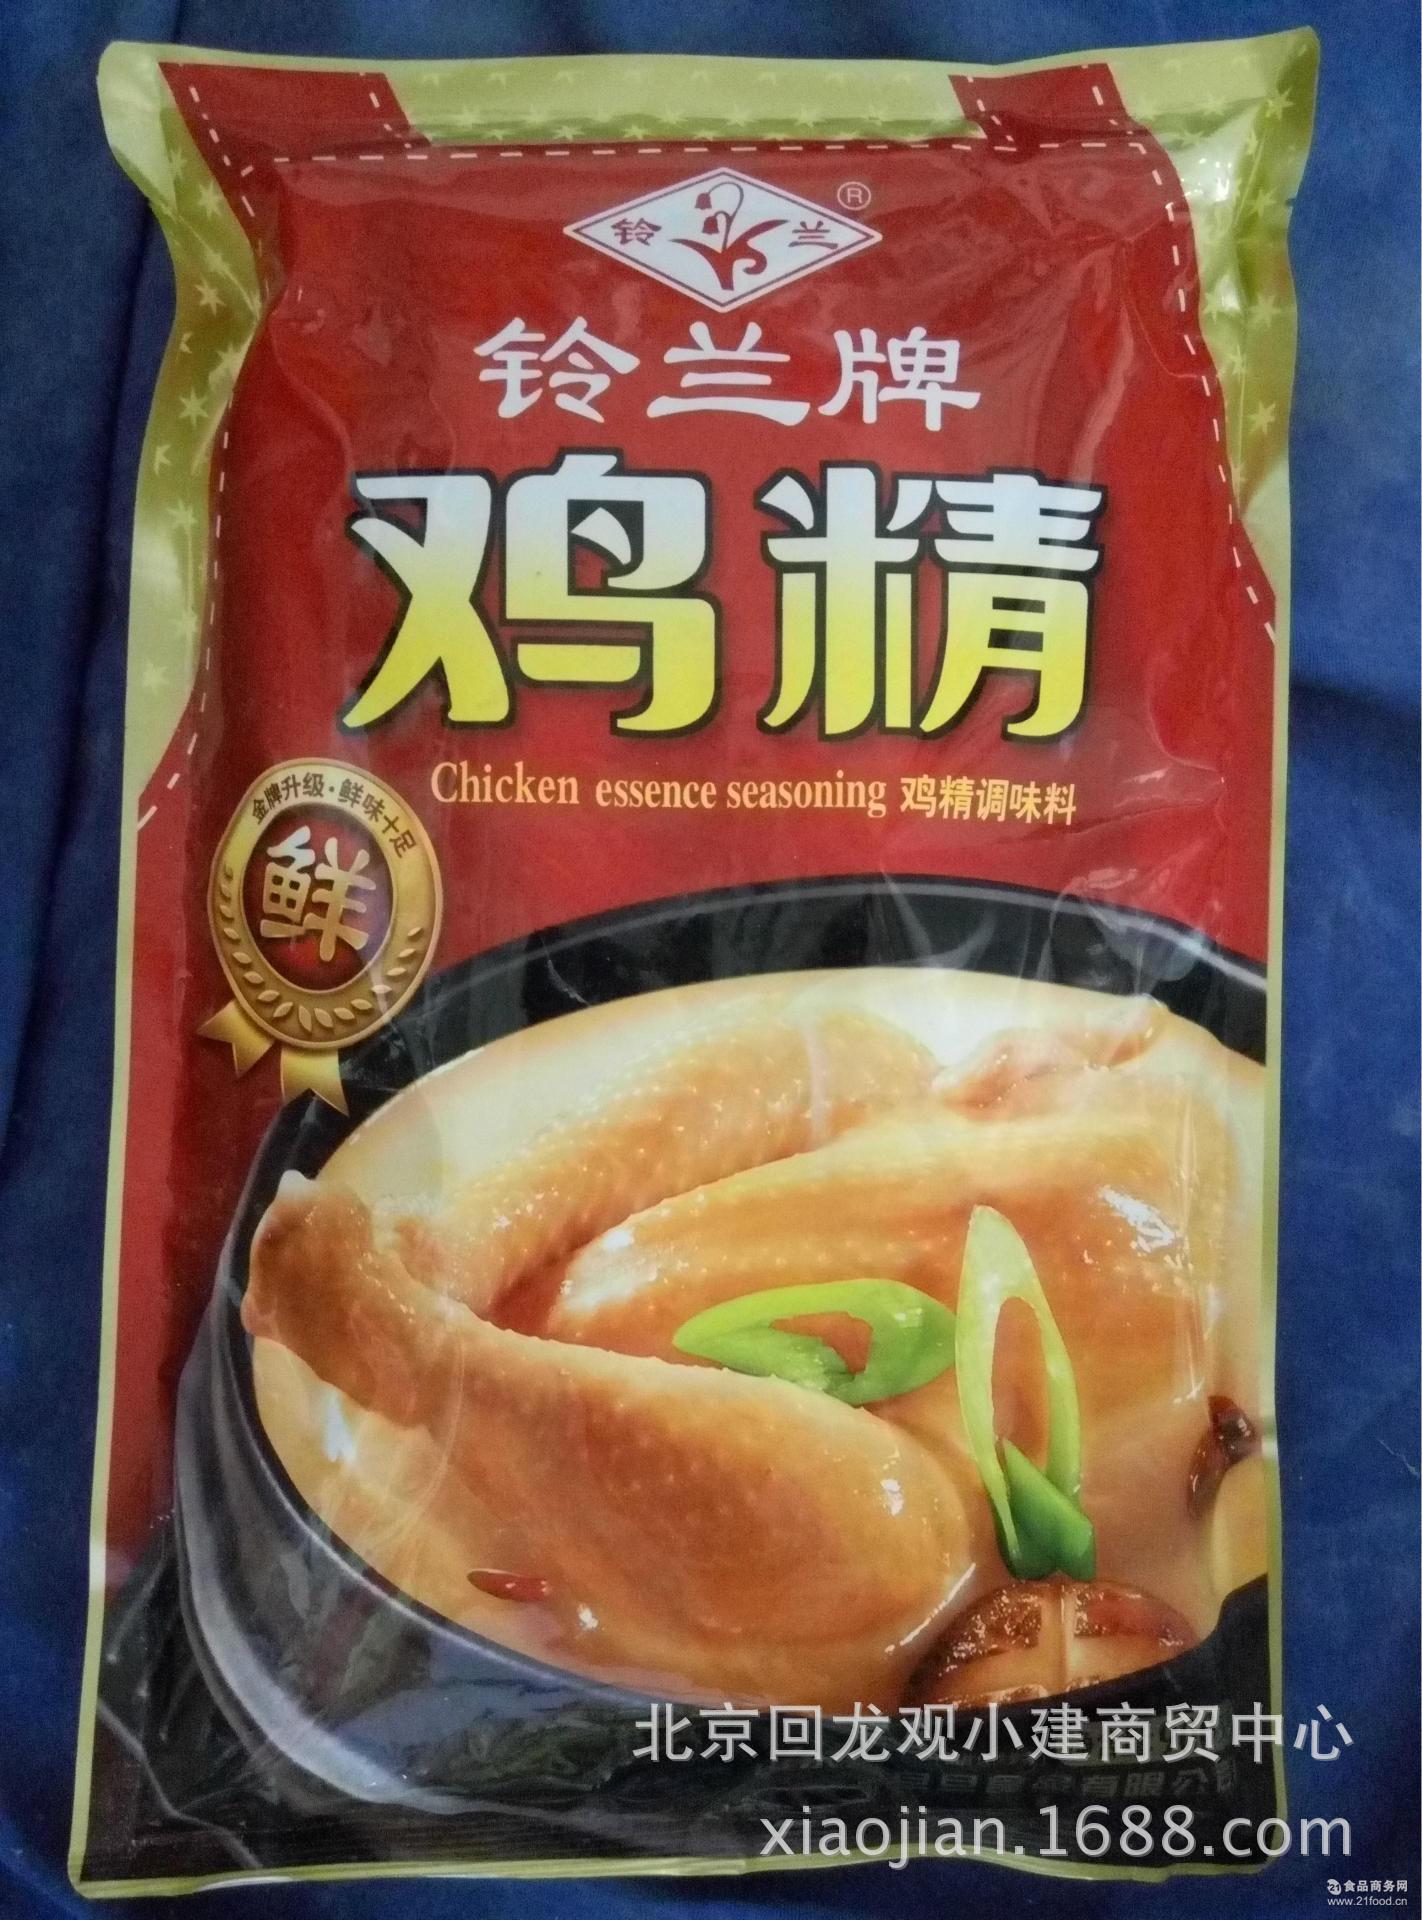 铃 兰 ®
铃兰牌
鸡精
Chicken essence seasoning 鸡精调味料
金牌升级·鲜味十足
鲜
北京回龙观小建商贸中心
xiaojian.1688.com
食品商务网
www.21food.cn